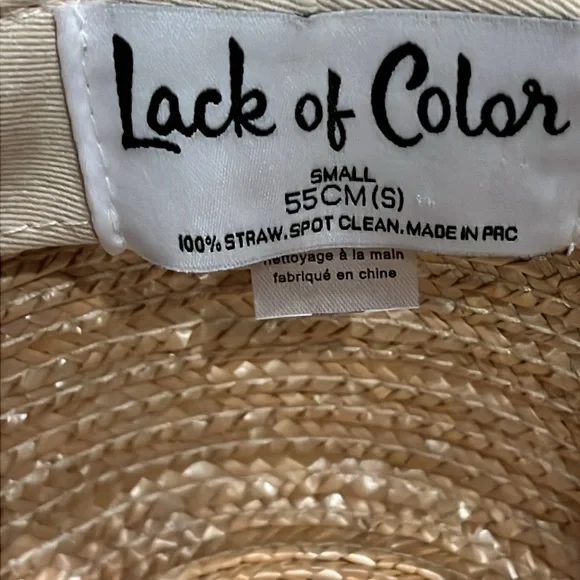 Lack of Color
SMALL
55CM(S)
100% STRAW.SPOT CLEAN.MADE IN PRC
nettoyage à la main
fabriqué en chine